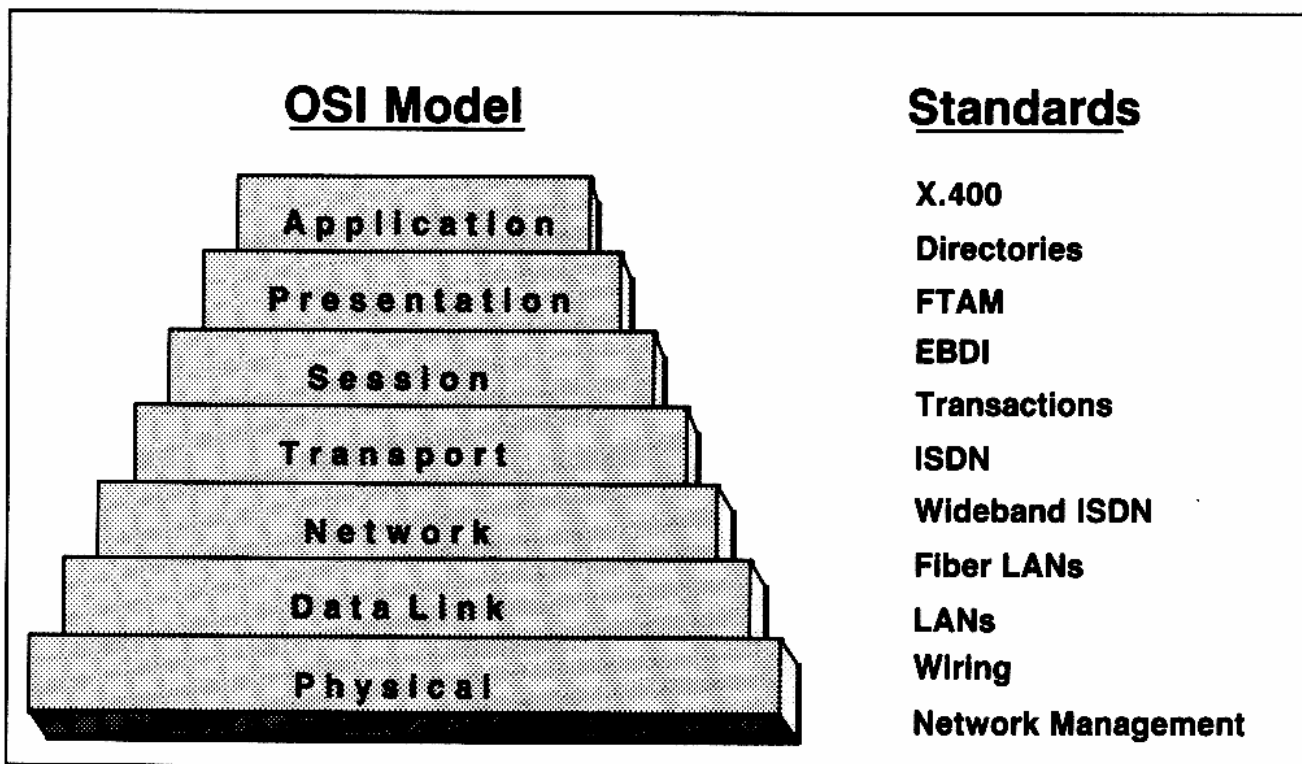 OSI Model
Application
Presentation
Session
Transport
Network
Data Link
Physical
Standards
X.400
Directories
FTAM
EBDI
Transactions
ISDN
Wideband ISDN
Fiber LANs
LANs
Wiring
Network Management